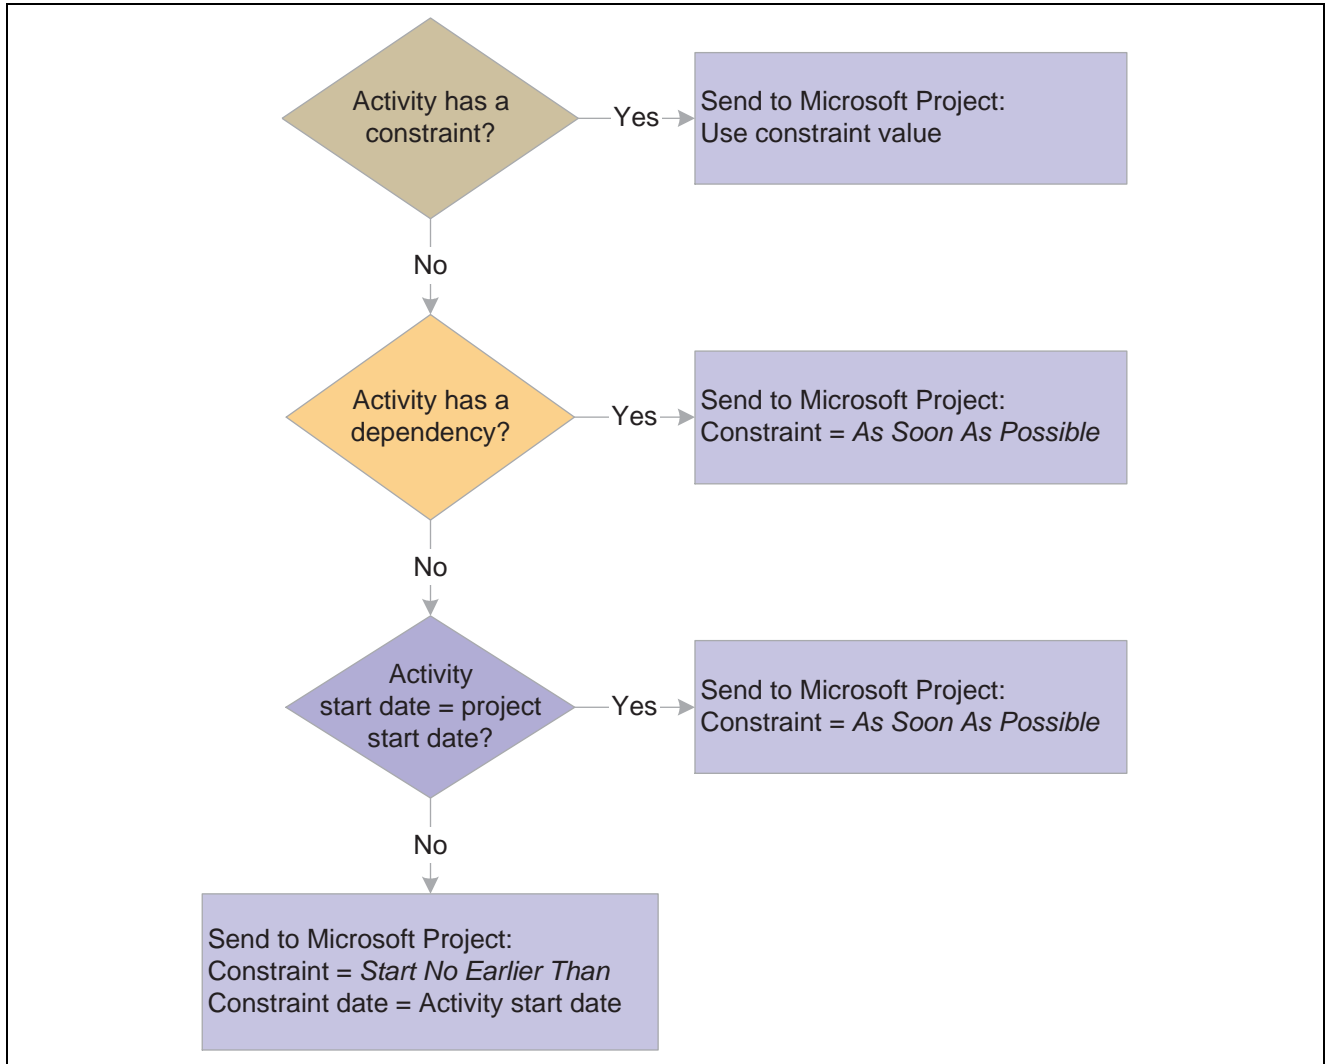 Activity has a
constraint?
Yes
Send to Microsoft Project:
Use constraint value
No
Activity has a
dependency?
Yes
Send to Microsoft Project:
Constraint = As Soon As Possible
No
Activity
start date = project
start date?
Yes
Send to Microsoft Project:
Constraint = As Soon As Possible
No
Send to Microsoft Project:
Constraint = Start No Earlier Than
Constraint date = Activity start date